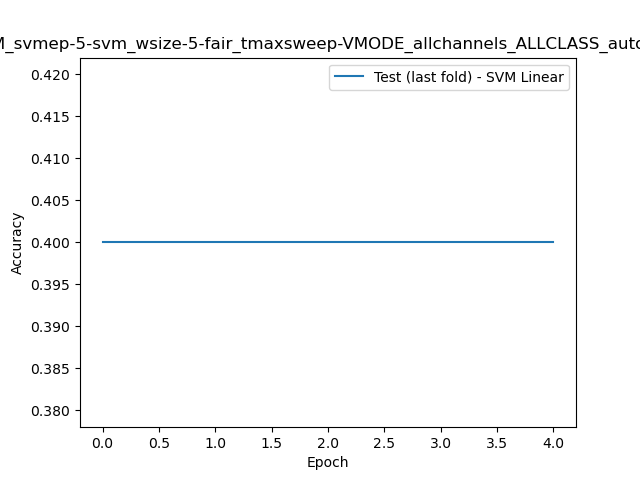 M_svmep-5-svm_wsize-5-fair_tmaxsweep-VMODE_allchannels_ALLCLASS_auto
Test (last fold) - SVM Linear
0.420
0.415
0.410
0.405
0.400
0.395
0.390
0.385
0.380
Accuracy
0.0 0.5 1.0 1.5 2.0 2.5 3.0 3.5 4.0
Epoch